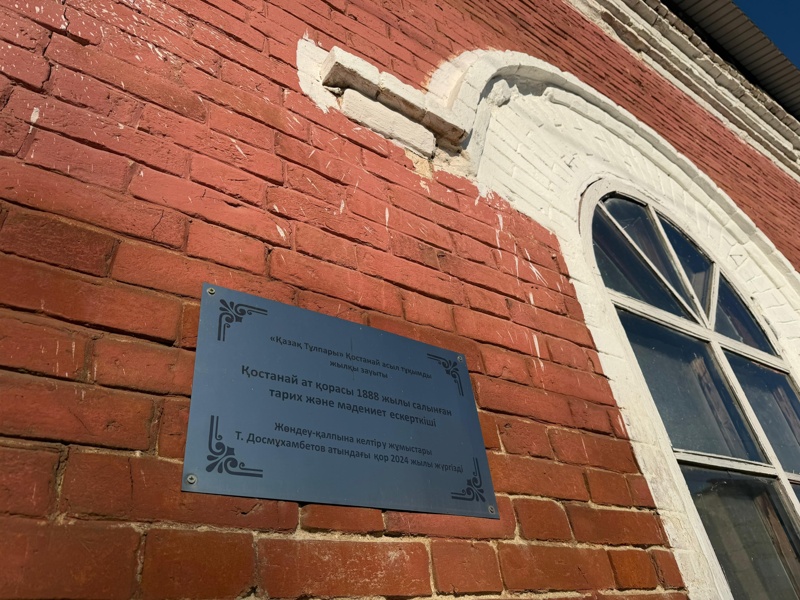 «Қазақ Тұлпары» Қостанай асыл тұқымды
жылқы зауыты
Қостанай ат қорасы 1888 жылы салынған
тарих және мәдениет ескерткіші
Жөндеу-қалпына келтіру жұмыстары
Т. Досмұхамбетов атындағы қор 2024 жылы жүргізді